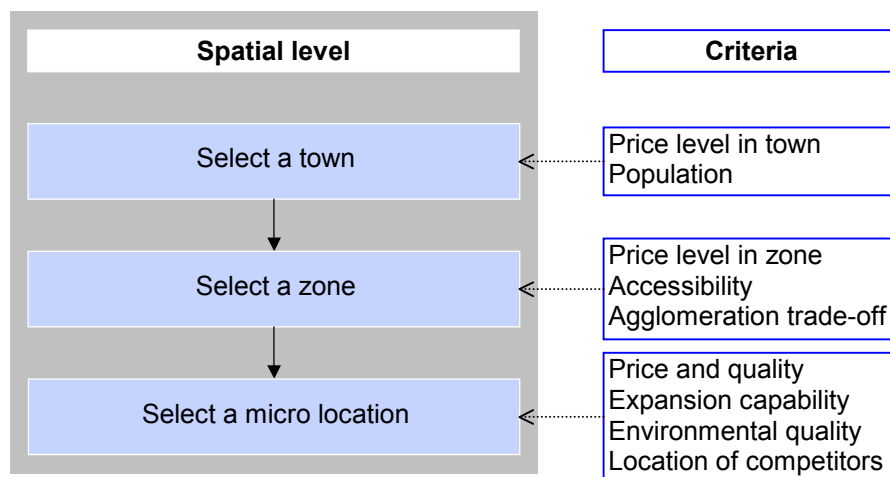 Spatial level
Criteria
Select a town
Price level in town
Population
Select a zone
Price level in zone
Accessibility
Agglomeration trade-off
Select a micro location
Price and quality
Expansion capability
Environmental quality
Location of competitors